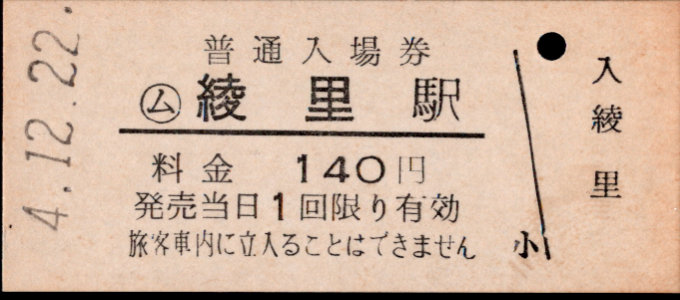 4.12.22.
普通入場券
ム 綾里駅
料金 140円
発売当日1回限り有効
旅客車内に立入ることはできません
小
入綾里